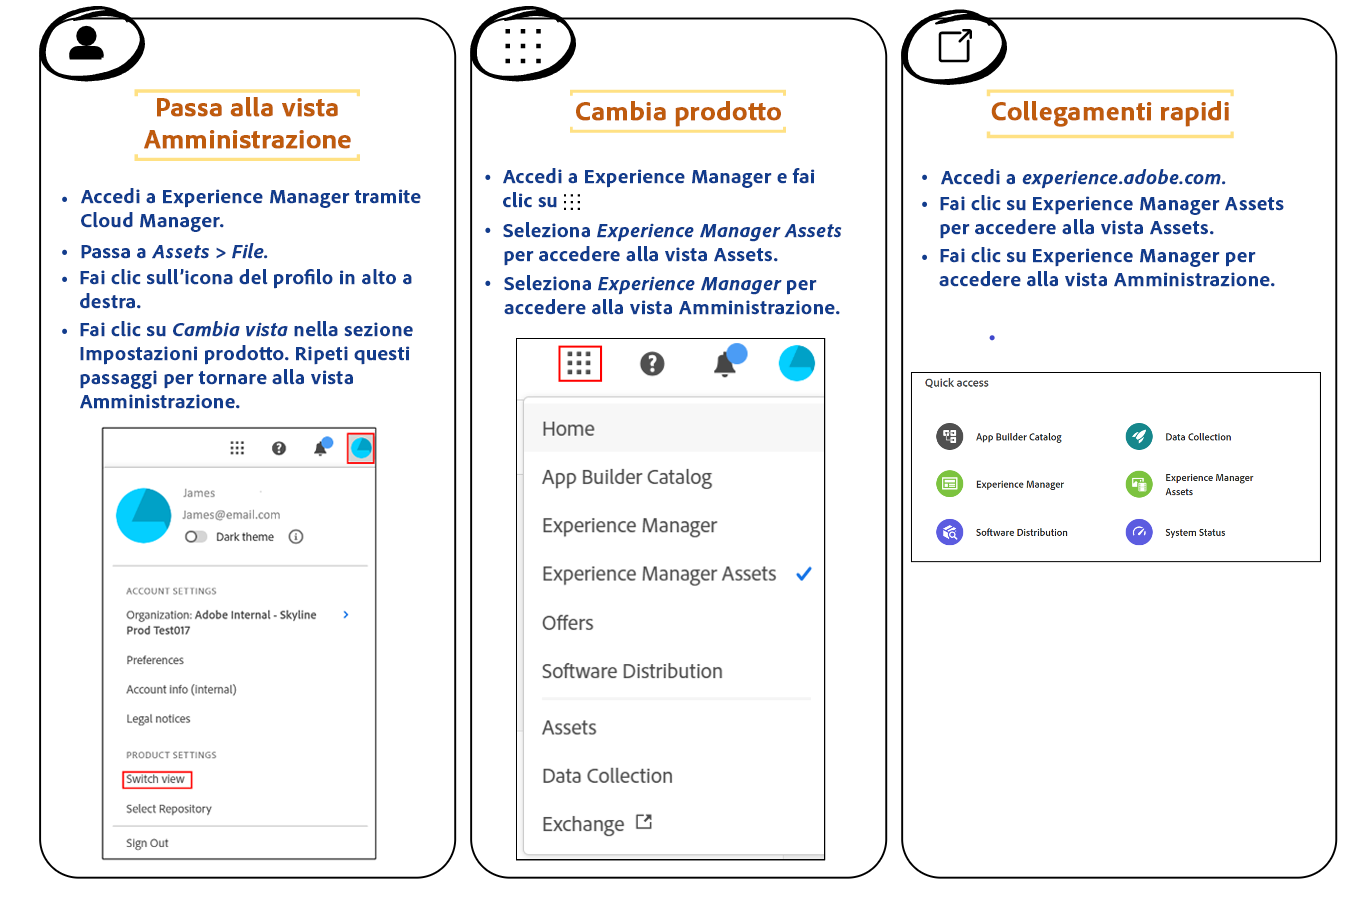 Passa alla vista
Amministrazione
• Accedi a Experience Manager tramite
Cloud Manager.
• Passa a Assets > File.
• Fai clic sull'icona del profilo in alto a
destra.
• Fai clic su Cambia vista nella sezione
Impostazioni prodotto. Ripeti questi
passaggi per tornare alla vista
Amministrazione.
James
James@email.com
Dark theme
ACCOUNT SETTINGS
Organization: Adobe Internal - Skyline
Prod Test017
Preferences
Account info (internal)
Legal notices
PRODUCT SETTINGS
Switch view
Select Repository
Sign Out
Cambia prodotto
• Accedi a Experience Manager e fai
clic su
• Seleziona Experience Manager Assets
per accedere alla vista Assets.
• Seleziona Experience Manager per
accedere alla vista Amministrazione.
Home
App Builder Catalog
Experience Manager
Experience Manager Assets
Offers
Software Distribution
Assets
Data Collection
Exchange
Collegamenti rapidi
• Accedi a experience.adobe.com.
• Fai clic su Experience Manager Assets
per accedere alla vista Assets.
• Fai clic su Experience Manager per
accedere alla vista Amministrazione.
•
Quick access
App Builder Catalog
Data Collection
Experience Manager
Experience Manager
Assets
Software Distribution
System Status